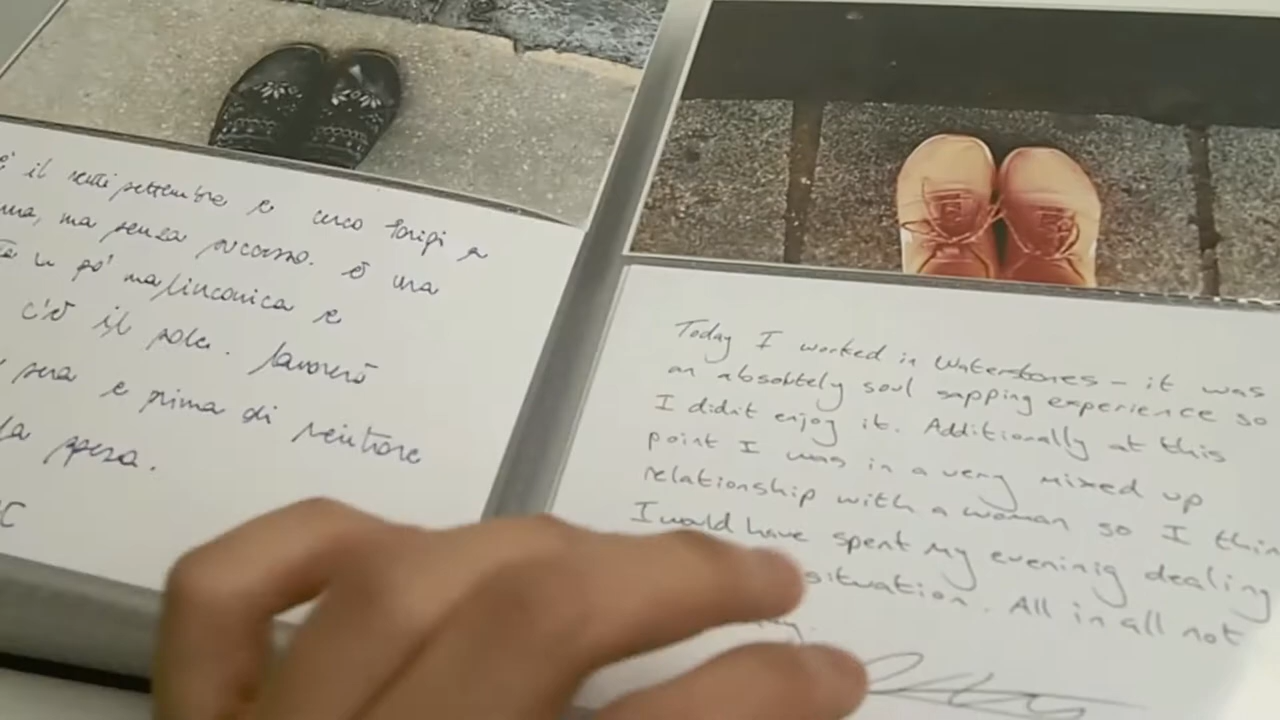 è il venti settembre e cerco Parigi a
ma senza successo. è una
un po' malinconica e
c'è il sole. lavorerò
sera e prima di rientrare
la spesa.
Today I worked in Waterstones - it was
an absolutely soul sapping experience so
I didn't enjoy it. Additionally at this
point I was in a very mixed up
relationship with a woman so I thin
I would have spent my evening dealing
situation. All in all not